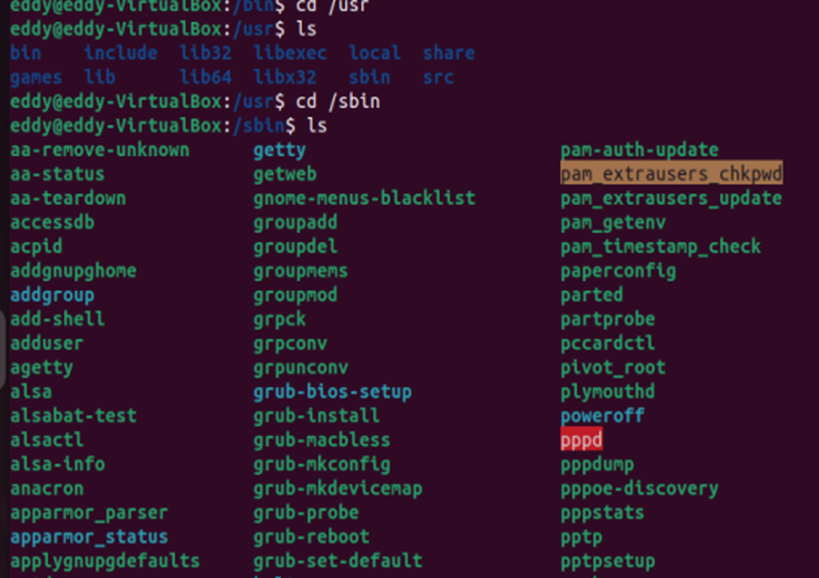 eddy@eddy-VirtualBox:/bin$ cd /usr
eddy@eddy-VirtualBox:/usr$ ls
bin include lib32 libexec local share
games lib lib64 libx32 sbin src
eddy@eddy-VirtualBox:/usr$ cd /sbin
eddy@eddy-VirtualBox:/sbin$ ls
aa-remove-unknown getty pam-auth-update
aa-status getweb pam_extrausers_chkpwd
aa-teardown gnome-menus-blacklist pam_extrausers_update
accessdb groupadd pam_getenv
acpid groupdel pam_timestamp_check
addgnupghome groupmems paperconfig
addgroup groupmod parted
add-shell grpck partprobe
adduser grpconv pccardctl
agetty grpunconv pivot_root
alsa grub-bios-setup plymouthd
alsabat-test grub-install poweroff
alsactl grub-macbless pppd
alsa-info grub-mkconfig pppdump
anacron grub-mkdevicemap pppoe-discovery
apparmor_parser grub-probe pppstats
apparmor_status grub-reboot pptp
applygnupgdefaults grub-set-default pptpsetup